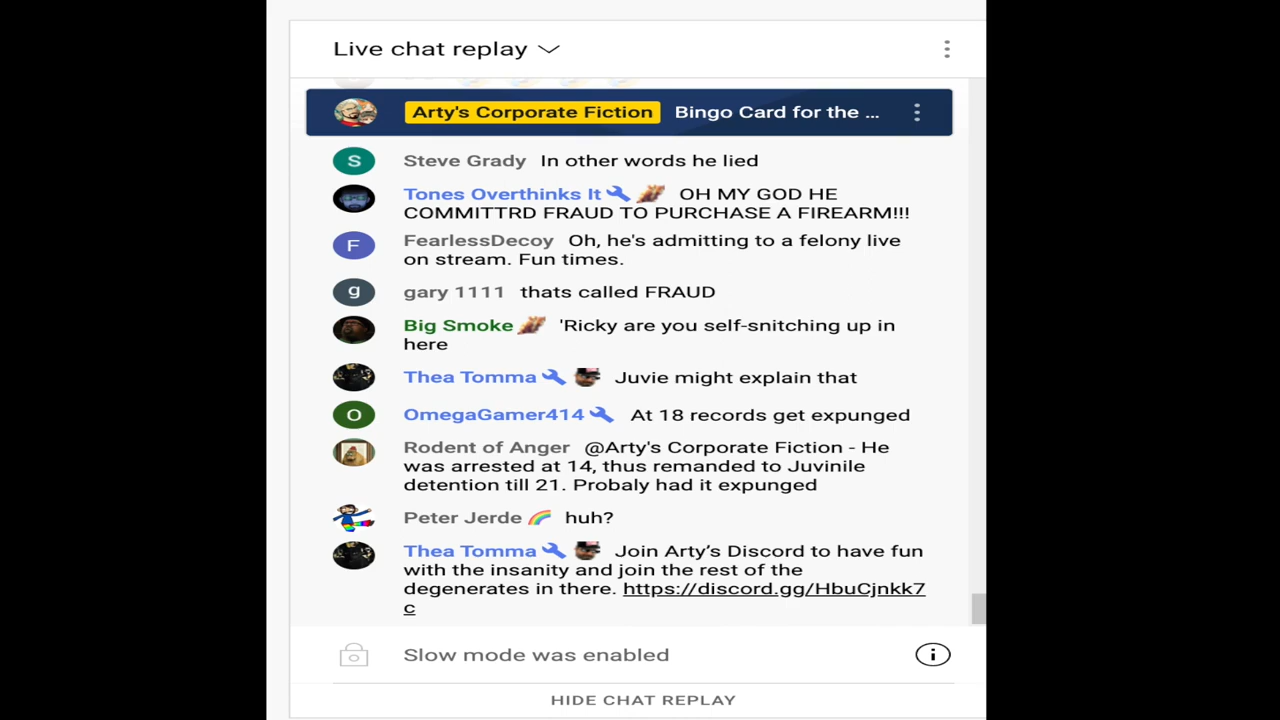 Live chat replay
Arty's Corporate Fiction Bingo Card for the ...
S Steve Grady In other words he lied
Tones Overthinks It OH MY GOD HE
COMMITTRD FRAUD TO PURCHASE A FIREARM!!!
F FearlessDecoy Oh, he's admitting to a felony live
on stream. Fun times.
g gary 1111 thats called FRAUD
Big Smoke 'Ricky are you self-snitching up in
here
Thea Tomma Juvie might explain that
O OmegaGamer414 At 18 records get expunged
Rodent of Anger @Arty's Corporate Fiction - He
was arrested at 14, thus remanded to Juvinile
detention till 21. Probaly had it expunged
Peter Jerde huh?
Thea Tomma Join Arty’s Discord to have fun
with the insanity and join the rest of the
degenerates in there. https://discord.gg/HbuCjnkk7
c
Slow mode was enabled
HIDE CHAT REPLAY